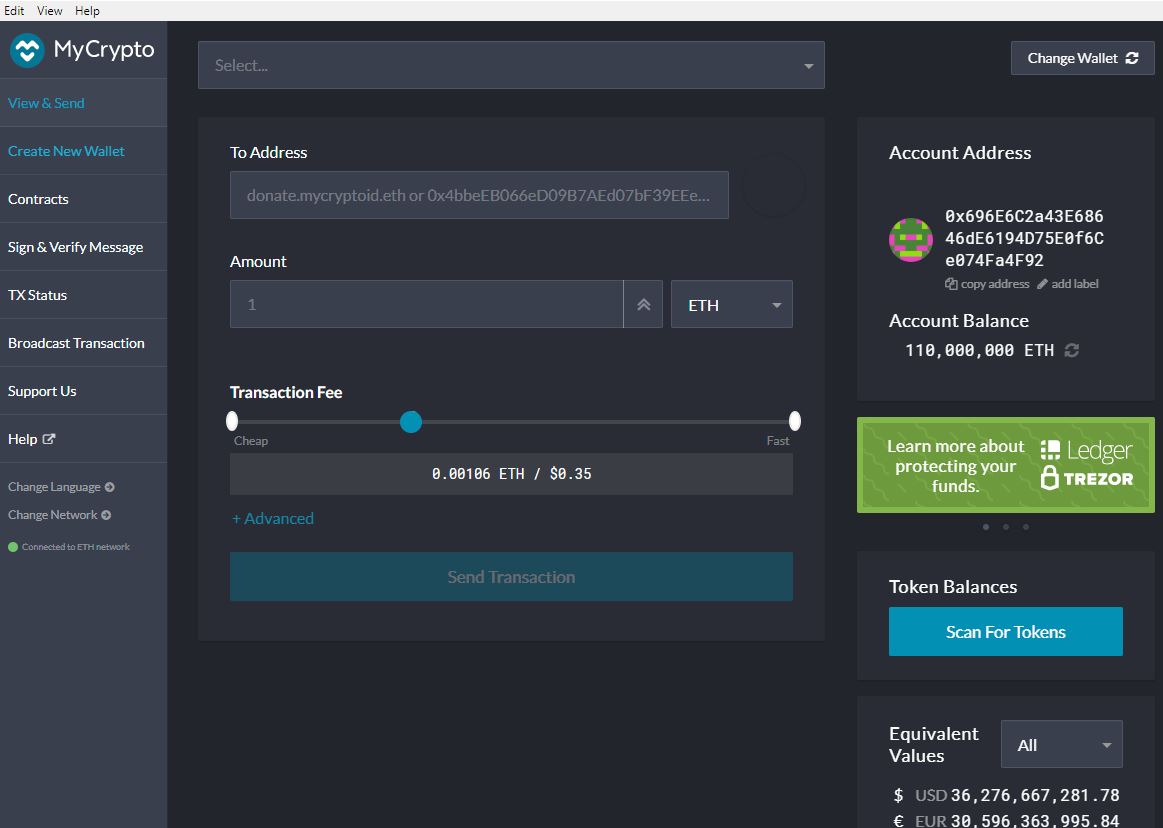 Edit View Help
MyCrypto
View & Send
Create New Wallet
Contracts
Sign & Verify Message
TX Status
Broadcast Transaction
Support Us
Help
Change Language
Change Network
Connected to ETH network
Select...
Change Wallet
To Address
donate.mycryptoid.eth or 0x4bbeEB066eD09B7AEd07bF39EEe...
Amount
1
ETH
Transaction Fee
Cheap
Fast
0.00106 ETH / $0.35
+ Advanced
Send Transaction
Account Address
0x696E6C2a43E686
46dE6194D75E0f6C
e074Fa4F92
copy address add label
Account Balance
110,000,000 ETH
Learn more about
protecting your
funds.
Ledger
TREZOR
Token Balances
Scan For Tokens
Equivalent
Values
All
$ USD 36,276,667,281.78
€ EUR 30,596,363,995.84